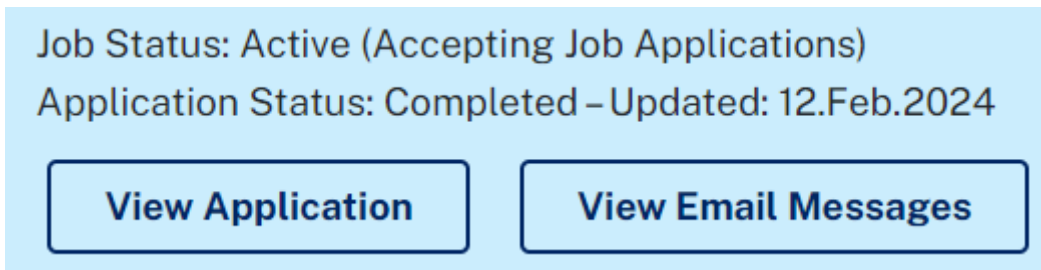 Job Status: Active (Accepting Job Applications)
Application Status: Completed – Updated: 12.Feb.2024
View Application
View Email Messages